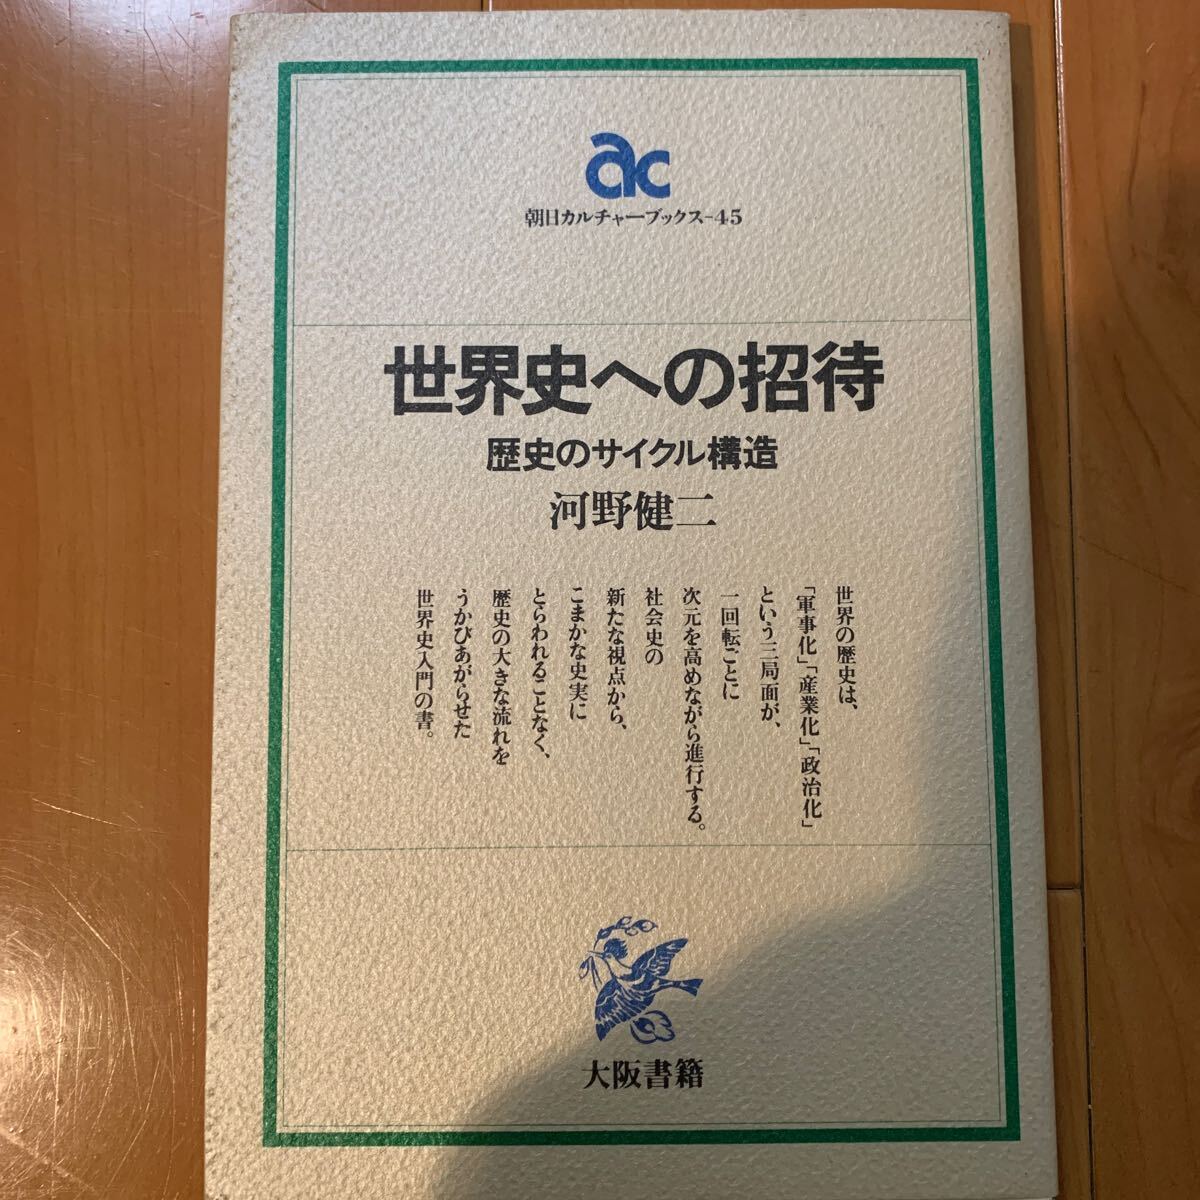 ac
朝日カルチャーブックス-45
世界史への招待
歴史のサイクル構造
河野健二
世界の歴史は、
「軍事化」「産業化」「政治化」
という三局面が、
一回転ごとに
次元を高めながら進行する。
社会史の
新たな視点から、
こまかな史実に
とらわれることなく、
歴史の大きな流れを
うかびあがらせた
世界史入門の書。
大阪書籍